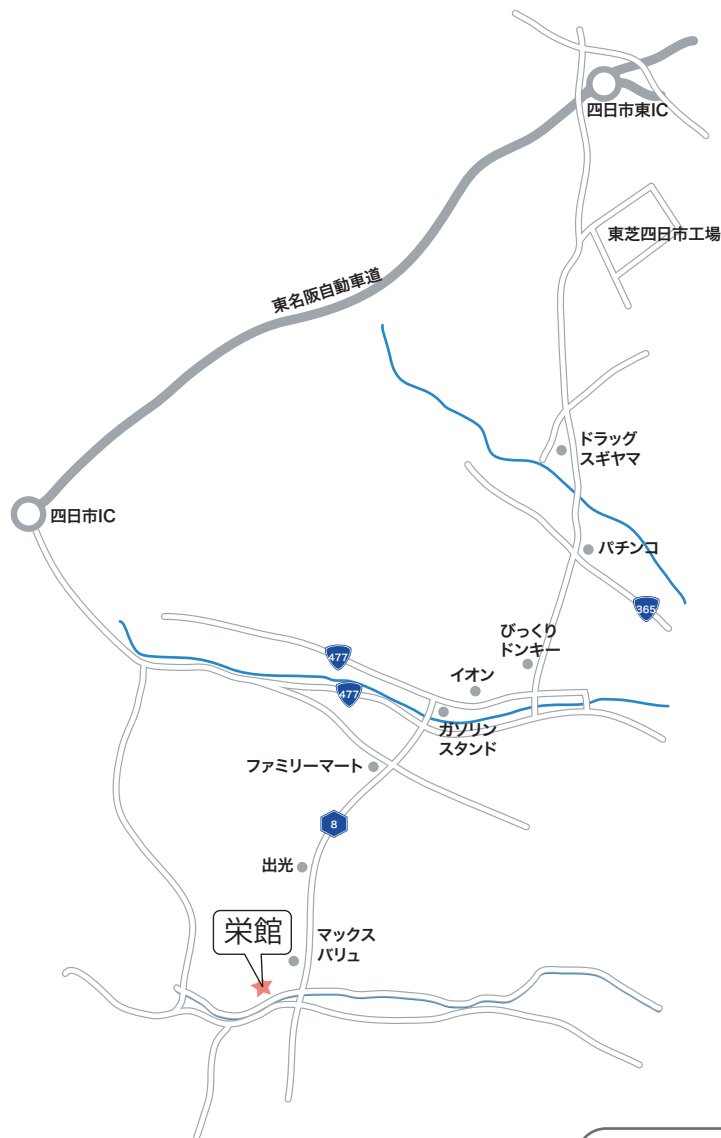 四日市東IC
東芝四日市工場
東名阪自動車道
ドラッグ
スギヤマ
四日市IC
パチンコ
365
びっくり
ドンキー
477
イオン
477
ガソリン
スタンド
ファミリーマート
8
出光
栄館
マックス
バリュ